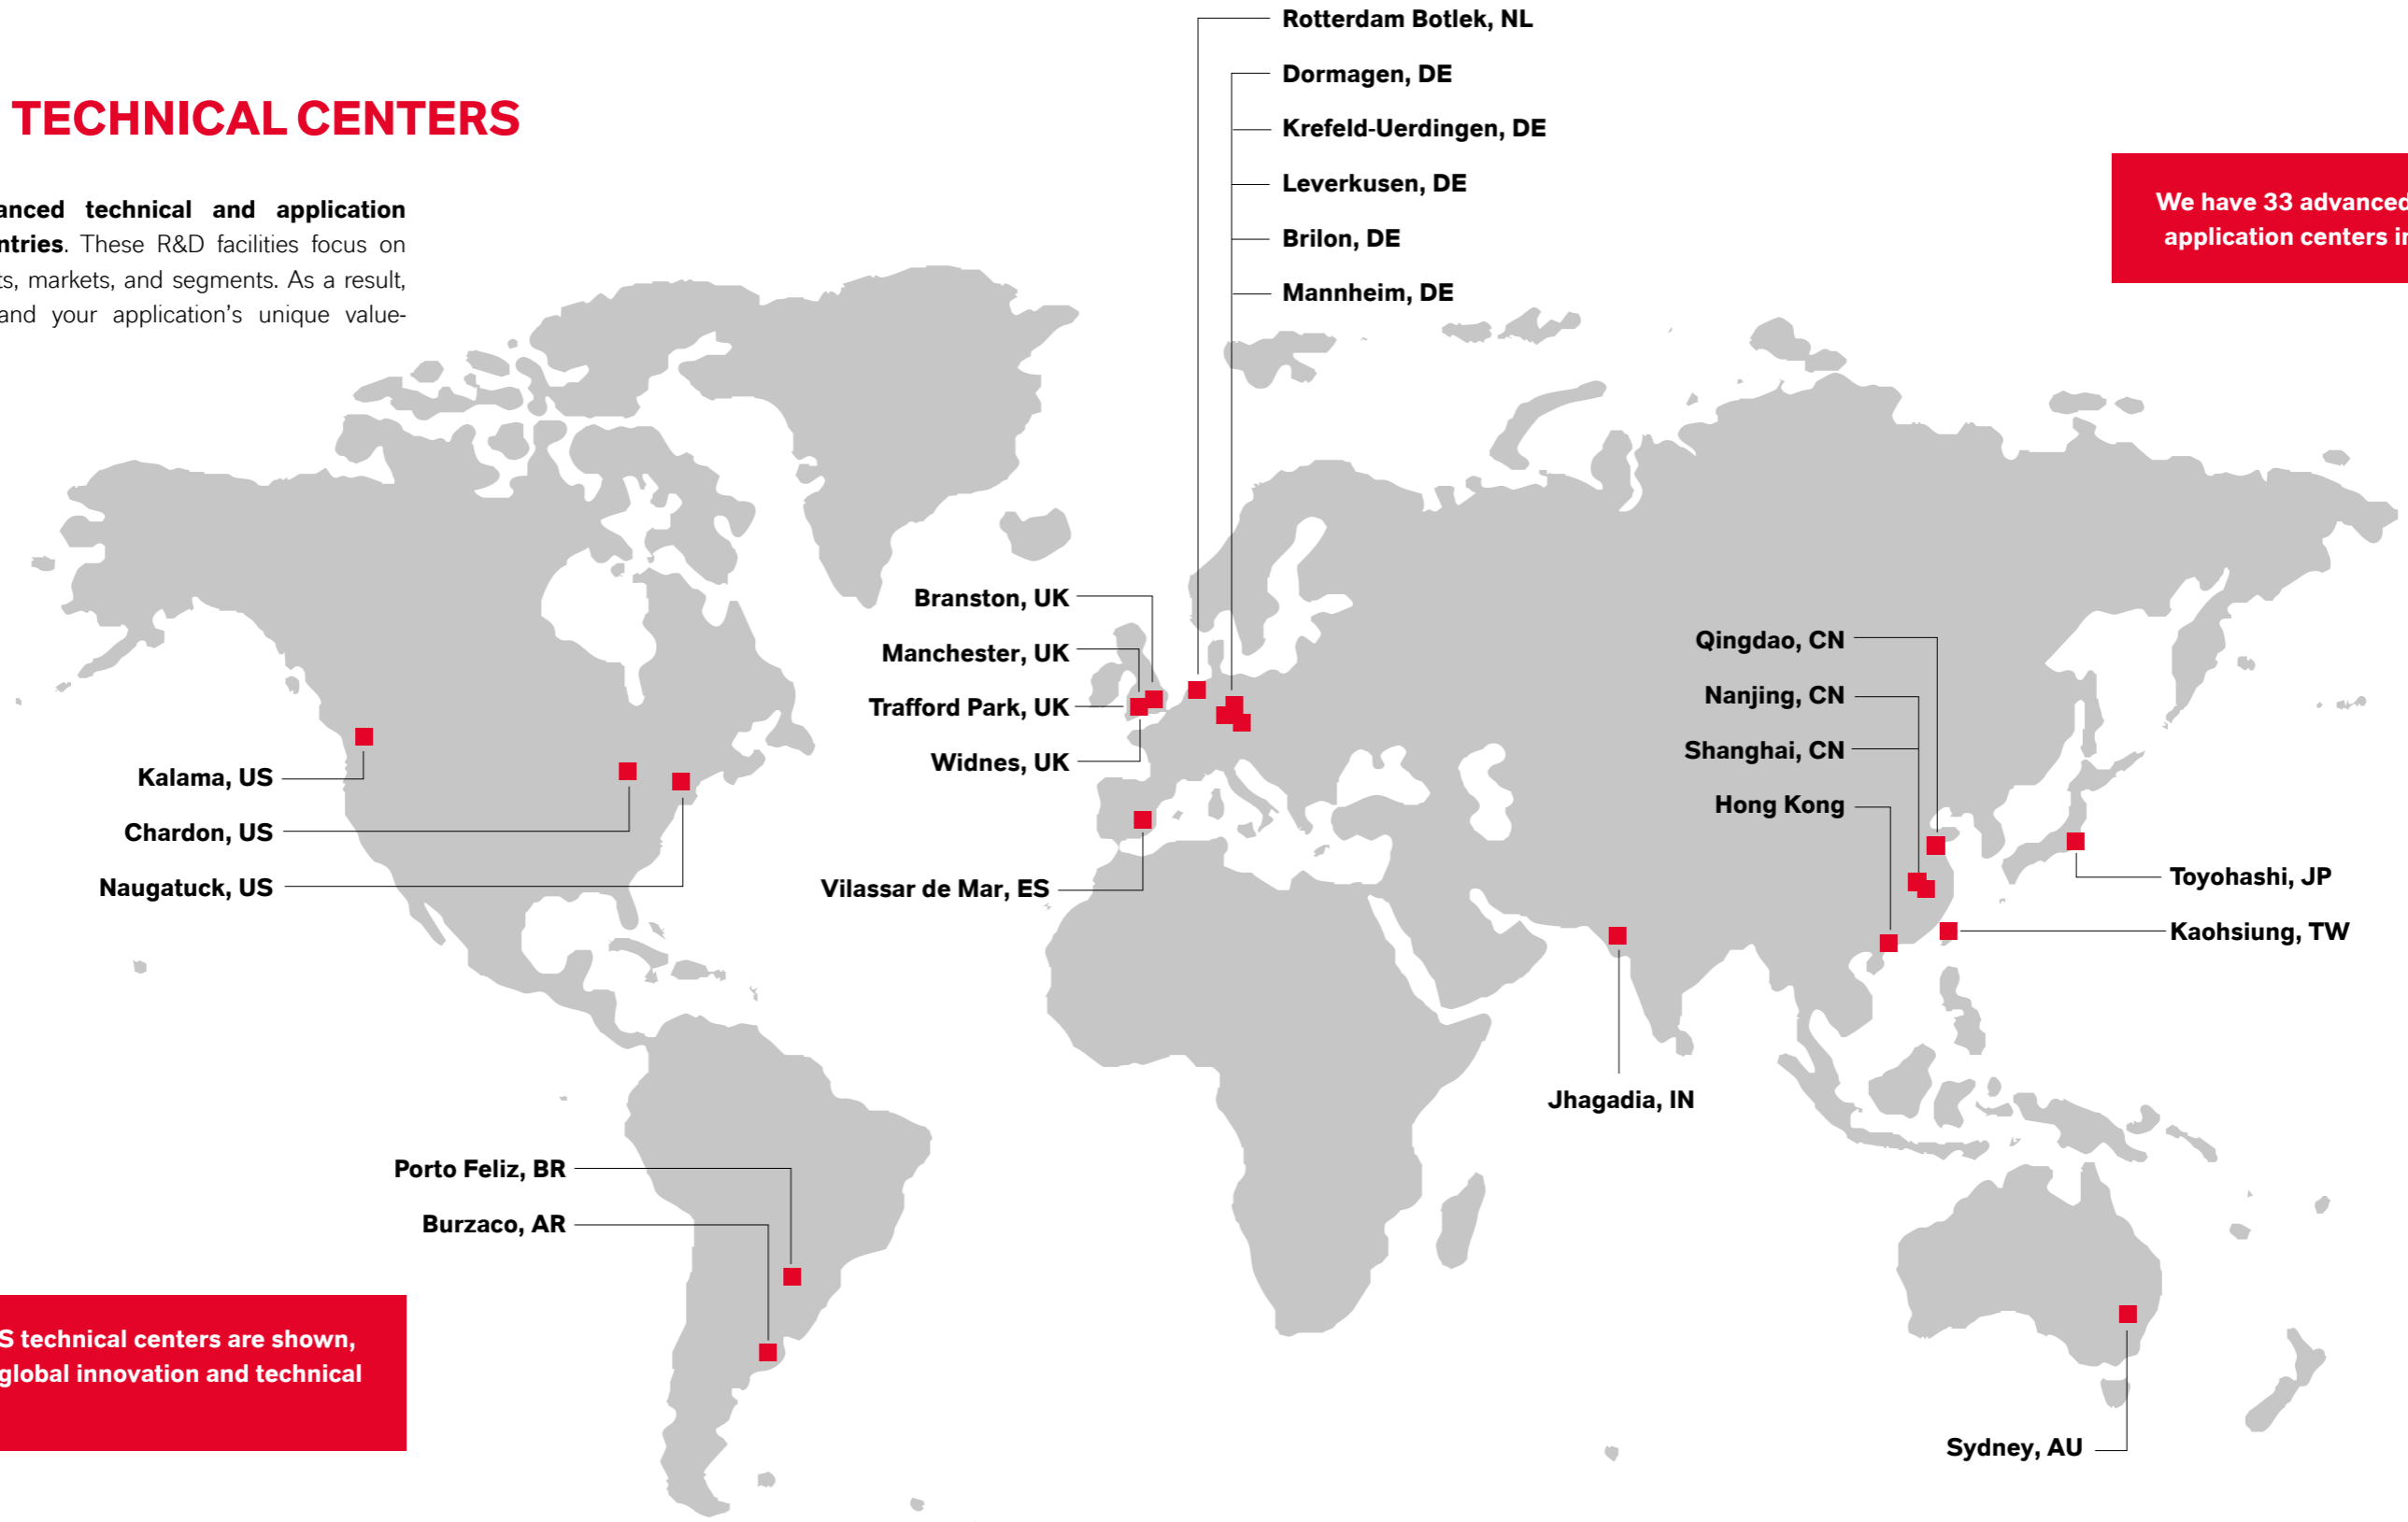 TECHNICAL CENTERS
technical and application
These R&D facilities focus on
markets, and segments. As a result,
and your application's unique value-
We have 33 advanced
application centers in
Rotterdam Botlek, NL
Dormagen, DE
Krefeld-Uerdingen, DE
Leverkusen, DE
Brilon, DE
Mannheim, DE
Branston, UK
Manchester, UK
Trafford Park, UK
Widnes, UK
Vilassar de Mar, ES
Kalama, US
Chardon, US
Naugatuck, US
Qingdao, CN
Nanjing, CN
Shanghai, CN
Hong Kong
Toyohashi, JP
Kaohsiung, TW
Jhagadia, IN
Porto Feliz, BR
Burzaco, AR
Sydney, AU
S technical centers are shown,
global innovation and technical